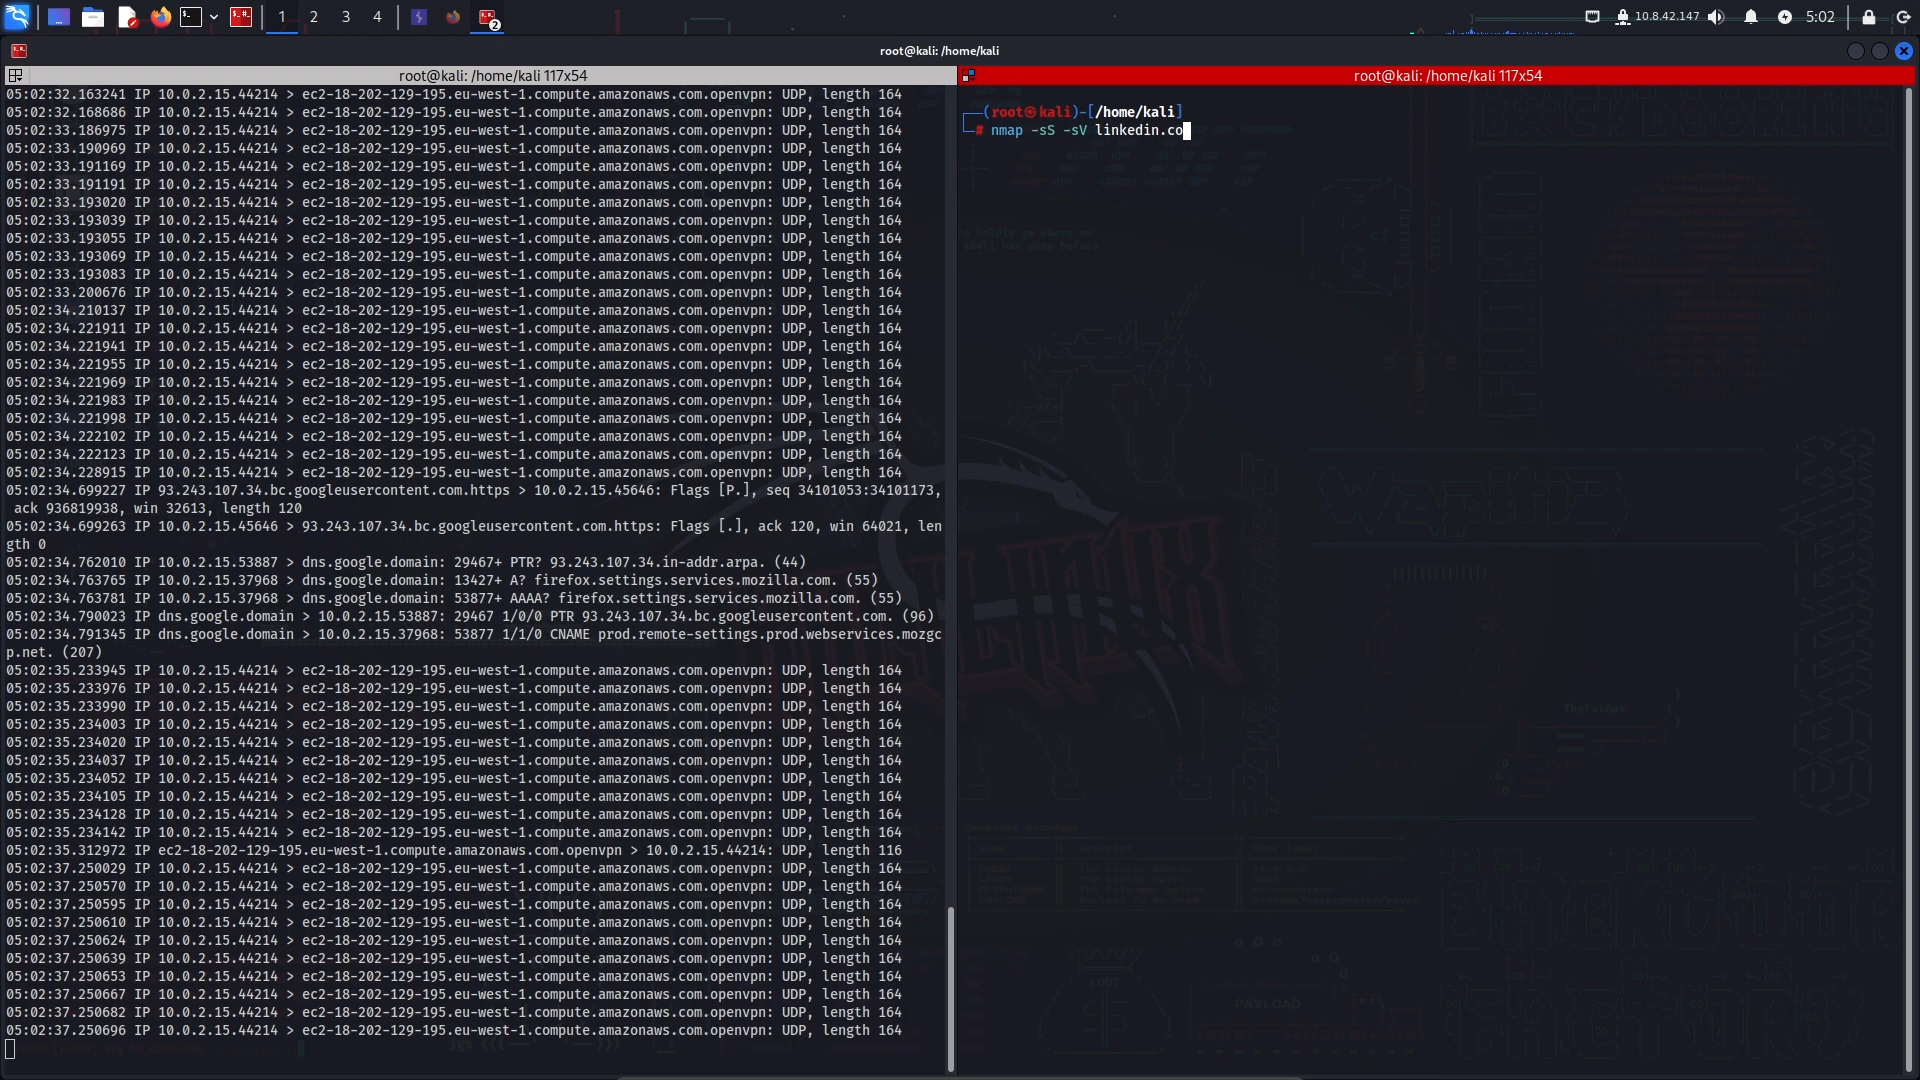 1 2 3 4 2 10.8.42.147 5:02
root@kali: /home/kali
root@kali: /home/kali 117x54
05:02:32.163241 IP 10.0.2.15.44214 > ec2-18-202-129-195.eu-west-1.compute.amazonaws.com.openvpn: UDP, length 164
05:02:32.168686 IP 10.0.2.15.44214 > ec2-18-202-129-195.eu-west-1.compute.amazonaws.com.openvpn: UDP, length 164
05:02:33.186975 IP 10.0.2.15.44214 > ec2-18-202-129-195.eu-west-1.compute.amazonaws.com.openvpn: UDP, length 164
05:02:33.190969 IP 10.0.2.15.44214 > ec2-18-202-129-195.eu-west-1.compute.amazonaws.com.openvpn: UDP, length 164
05:02:33.191169 IP 10.0.2.15.44214 > ec2-18-202-129-195.eu-west-1.compute.amazonaws.com.openvpn: UDP, length 164
05:02:33.191191 IP 10.0.2.15.44214 > ec2-18-202-129-195.eu-west-1.compute.amazonaws.com.openvpn: UDP, length 164
05:02:33.193020 IP 10.0.2.15.44214 > ec2-18-202-129-195.eu-west-1.compute.amazonaws.com.openvpn: UDP, length 164
05:02:33.193039 IP 10.0.2.15.44214 > ec2-18-202-129-195.eu-west-1.compute.amazonaws.com.openvpn: UDP, length 164
05:02:33.193055 IP 10.0.2.15.44214 > ec2-18-202-129-195.eu-west-1.compute.amazonaws.com.openvpn: UDP, length 164
05:02:33.193069 IP 10.0.2.15.44214 > ec2-18-202-129-195.eu-west-1.compute.amazonaws.com.openvpn: UDP, length 164
05:02:33.193083 IP 10.0.2.15.44214 > ec2-18-202-129-195.eu-west-1.compute.amazonaws.com.openvpn: UDP, length 164
05:02:33.200676 IP 10.0.2.15.44214 > ec2-18-202-129-195.eu-west-1.compute.amazonaws.com.openvpn: UDP, length 164
05:02:34.210137 IP 10.0.2.15.44214 > ec2-18-202-129-195.eu-west-1.compute.amazonaws.com.openvpn: UDP, length 164
05:02:34.221911 IP 10.0.2.15.44214 > ec2-18-202-129-195.eu-west-1.compute.amazonaws.com.openvpn: UDP, length 164
05:02:34.221941 IP 10.0.2.15.44214 > ec2-18-202-129-195.eu-west-1.compute.amazonaws.com.openvpn: UDP, length 164
05:02:34.221955 IP 10.0.2.15.44214 > ec2-18-202-129-195.eu-west-1.compute.amazonaws.com.openvpn: UDP, length 164
05:02:34.221969 IP 10.0.2.15.44214 > ec2-18-202-129-195.eu-west-1.compute.amazonaws.com.openvpn: UDP, length 164
05:02:34.221983 IP 10.0.2.15.44214 > ec2-18-202-129-195.eu-west-1.compute.amazonaws.com.openvpn: UDP, length 164
05:02:34.221998 IP 10.0.2.15.44214 > ec2-18-202-129-195.eu-west-1.compute.amazonaws.com.openvpn: UDP, length 164
05:02:34.222102 IP 10.0.2.15.44214 > ec2-18-202-129-195.eu-west-1.compute.amazonaws.com.openvpn: UDP, length 164
05:02:34.222123 IP 10.0.2.15.44214 > ec2-18-202-129-195.eu-west-1.compute.amazonaws.com.openvpn: UDP, length 164
05:02:34.228915 IP 10.0.2.15.44214 > ec2-18-202-129-195.eu-west-1.compute.amazonaws.com.openvpn: UDP, length 164
05:02:34.699227 IP 93.243.107.34.bc.googleusercontent.com.https > 10.0.2.15.45646: Flags [P.], seq 34101053:34101173,
 ack 936819938, win 32613, length 120
05:02:34.699263 IP 10.0.2.15.45646 > 93.243.107.34.bc.googleusercontent.com.https: Flags [.], ack 120, win 64021, len
gth 0
05:02:34.762010 IP 10.0.2.15.53887 > dns.google.domain: 29467+ PTR? 93.243.107.34.in-addr.arpa. (44)
05:02:34.763765 IP 10.0.2.15.37968 > dns.google.domain: 13427+ A? firefox.settings.services.mozilla.com. (55)
05:02:34.763781 IP 10.0.2.15.37968 > dns.google.domain: 53877+ AAAA? firefox.settings.services.mozilla.com. (55)
05:02:34.790023 IP dns.google.domain > 10.0.2.15.53887: 29467 1/0/0 PTR 93.243.107.34.bc.googleusercontent.com. (96)
05:02:34.791345 IP dns.google.domain > 10.0.2.15.37968: 53877 1/1/0 CNAME prod.remote-settings.prod.webservices.mozgc
p.net. (207)
05:02:35.233945 IP 10.0.2.15.44214 > ec2-18-202-129-195.eu-west-1.compute.amazonaws.com.openvpn: UDP, length 164
05:02:35.233976 IP 10.0.2.15.44214 > ec2-18-202-129-195.eu-west-1.compute.amazonaws.com.openvpn: UDP, length 164
05:02:35.233990 IP 10.0.2.15.44214 > ec2-18-202-129-195.eu-west-1.compute.amazonaws.com.openvpn: UDP, length 164
05:02:35.234003 IP 10.0.2.15.44214 > ec2-18-202-129-195.eu-west-1.compute.amazonaws.com.openvpn: UDP, length 164
05:02:35.234020 IP 10.0.2.15.44214 > ec2-18-202-129-195.eu-west-1.compute.amazonaws.com.openvpn: UDP, length 164
05:02:35.234037 IP 10.0.2.15.44214 > ec2-18-202-129-195.eu-west-1.compute.amazonaws.com.openvpn: UDP, length 164
05:02:35.234052 IP 10.0.2.15.44214 > ec2-18-202-129-195.eu-west-1.compute.amazonaws.com.openvpn: UDP, length 164
05:02:35.234105 IP 10.0.2.15.44214 > ec2-18-202-129-195.eu-west-1.compute.amazonaws.com.openvpn: UDP, length 164
05:02:35.234128 IP 10.0.2.15.44214 > ec2-18-202-129-195.eu-west-1.compute.amazonaws.com.openvpn: UDP, length 164
05:02:35.234142 IP 10.0.2.15.44214 > ec2-18-202-129-195.eu-west-1.compute.amazonaws.com.openvpn: UDP, length 164
05:02:35.312972 IP ec2-18-202-129-195.eu-west-1.compute.amazonaws.com.openvpn > 10.0.2.15.44214: UDP, length 116
05:02:37.250029 IP 10.0.2.15.44214 > ec2-18-202-129-195.eu-west-1.compute.amazonaws.com.openvpn: UDP, length 164
05:02:37.250570 IP 10.0.2.15.44214 > ec2-18-202-129-195.eu-west-1.compute.amazonaws.com.openvpn: UDP, length 164
05:02:37.250595 IP 10.0.2.15.44214 > ec2-18-202-129-195.eu-west-1.compute.amazonaws.com.openvpn: UDP, length 164
05:02:37.250610 IP 10.0.2.15.44214 > ec2-18-202-129-195.eu-west-1.compute.amazonaws.com.openvpn: UDP, length 164
05:02:37.250624 IP 10.0.2.15.44214 > ec2-18-202-129-195.eu-west-1.compute.amazonaws.com.openvpn: UDP, length 164
05:02:37.250639 IP 10.0.2.15.44214 > ec2-18-202-129-195.eu-west-1.compute.amazonaws.com.openvpn: UDP, length 164
05:02:37.250653 IP 10.0.2.15.44214 > ec2-18-202-129-195.eu-west-1.compute.amazonaws.com.openvpn: UDP, length 164
05:02:37.250667 IP 10.0.2.15.44214 > ec2-18-202-129-195.eu-west-1.compute.amazonaws.com.openvpn: UDP, length 164
05:02:37.250682 IP 10.0.2.15.44214 > ec2-18-202-129-195.eu-west-1.compute.amazonaws.com.openvpn: UDP, length 164
05:02:37.250696 IP 10.0.2.15.44214 > ec2-18-202-129-195.eu-west-1.compute.amazonaws.com.openvpn: UDP, length 164
root@kali: /home/kali 117x54
┌──(root㉿kali)-[/home/kali]
└─# nmap -sS -sV linkedin.co
TheFatRat
LOOT
PAYLOAD